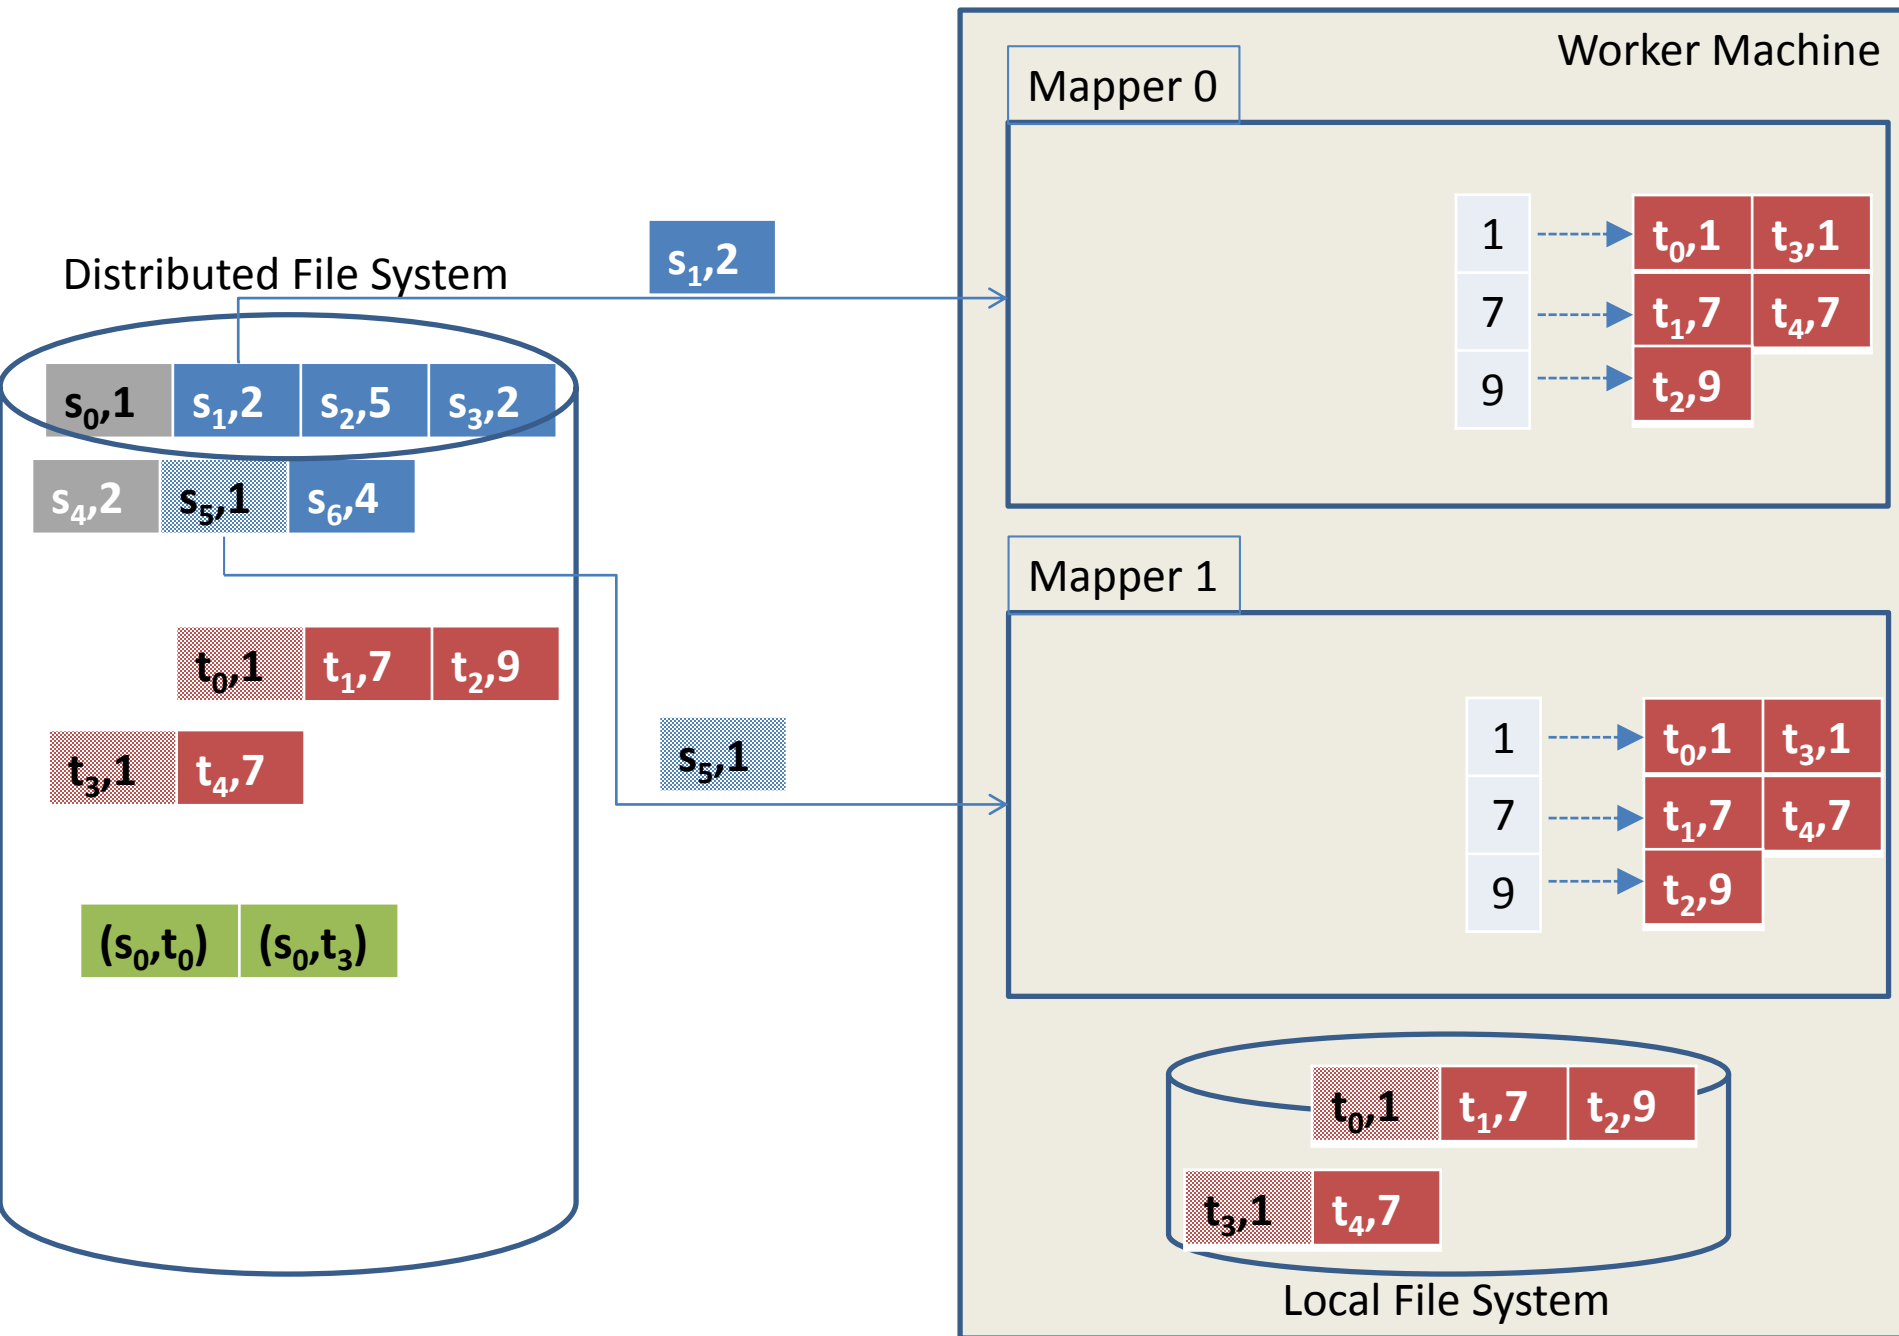 Worker Machine
Mapper 0
1 t₀,1 t₃,1
7 t₁,7 t₄,7
9 t₂,9
s₁,2
Distributed File System
s₀,1 s₁,2 s₂,5 s₃,2
s₄,2 s₅,1 s₆,4
t₀,1 t₁,7 t₂,9
t₃,1 t₄,7
(s₀,t₀) (s₀,t₃)
s₅,1
Mapper 1
1 t₀,1 t₃,1
7 t₁,7 t₄,7
9 t₂,9
t₀,1 t₁,7 t₂,9
t₃,1 t₄,7
Local File System